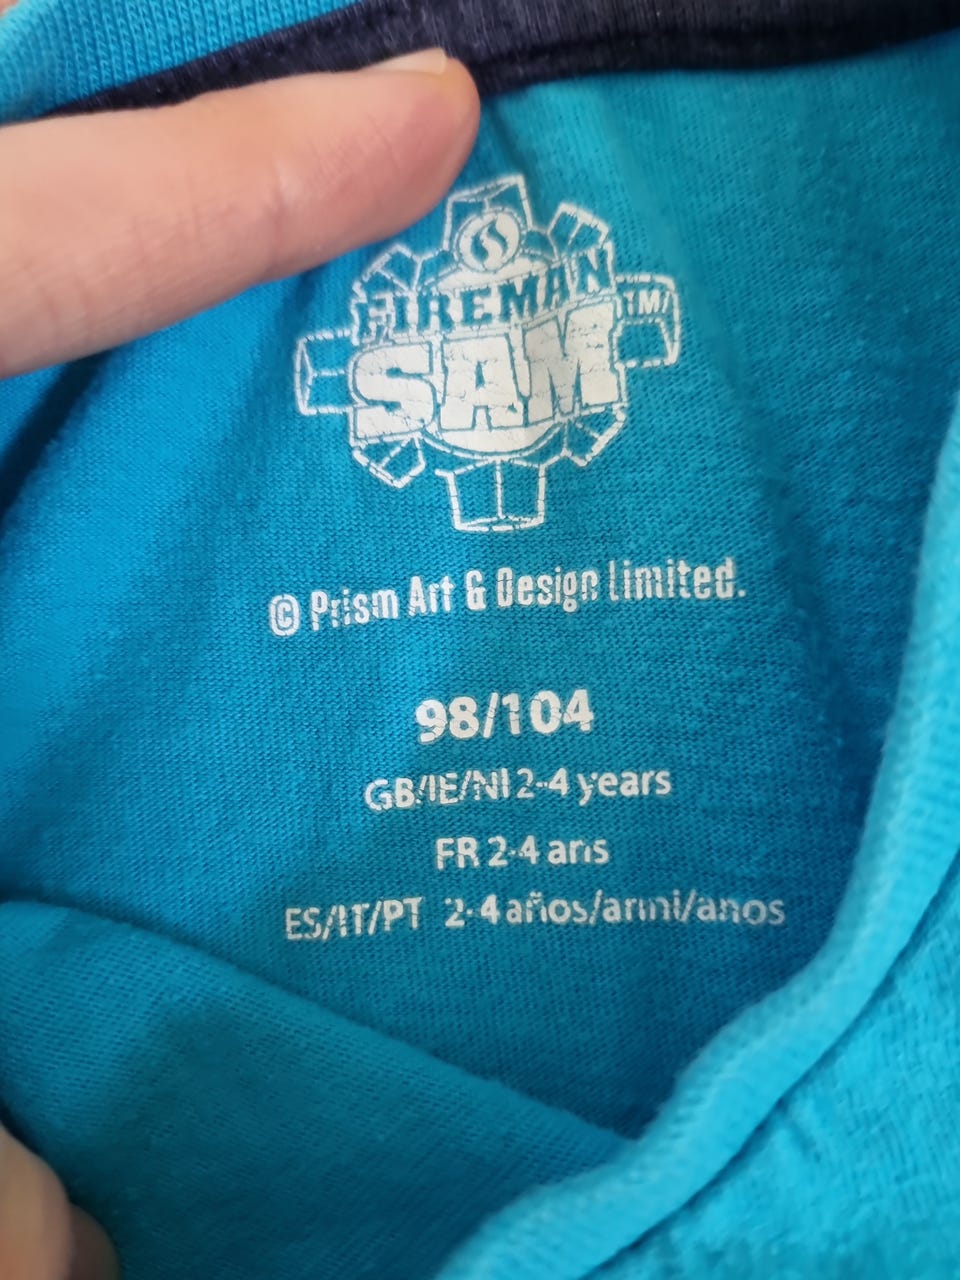 FIREMAN
SAM TM
© Prism Art & Design Limited.
98/104
GB/IE/NI 2-4 years
FR 2-4 ans
ES/IT/PT 2-4 años/anni/anos